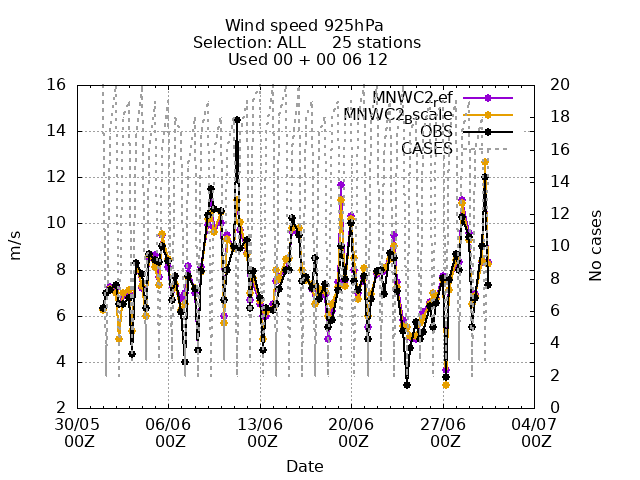 Wind speed 925hPa
Selection: ALL 25 stations
Used 00 + 00 06 12
16 20
MNWC2ref
18
MNWC2Bscale
14
OBS
16
CASES
12 14
12
10
10
8 8
6
6
4
4
2
2 0
m/s
No cases
30/05 06/06 13/06 20/06 27/06 04/07
00Z 00Z 00Z 00Z 00Z 00Z
Date